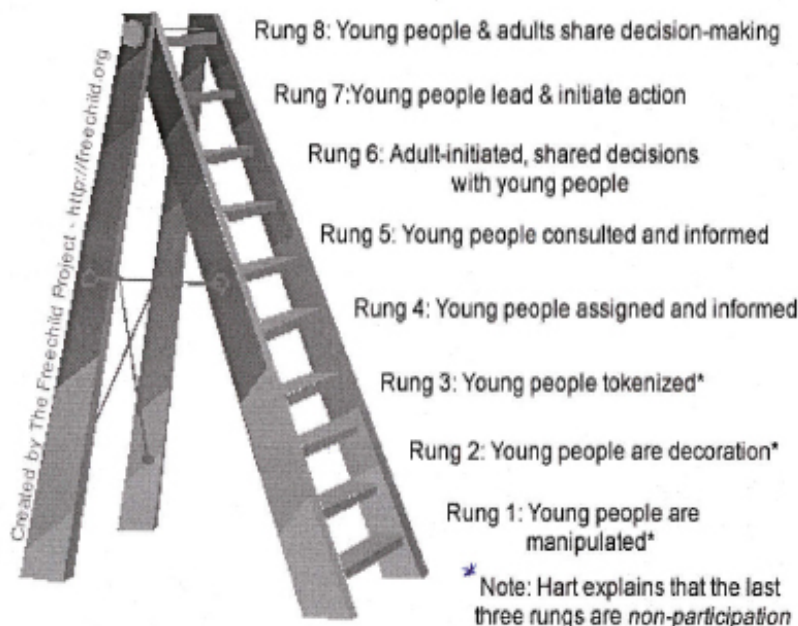 Rung 8: Young people & adults share decision-making
Rung 7:Young people lead & initiate action
Rung 6: Adult-initiated, shared decisions
with young people
Rung 5: Young people consulted and informed
Rung 4: Young people assigned and informed
Rung 3: Young people tokenized*
Rung 2: Young people are decoration*
Rung 1: Young people are
manipulated*
* Note: Hart explains that the last
three rungs are non-participation
Created by The Freechild Project - http://freechild.org